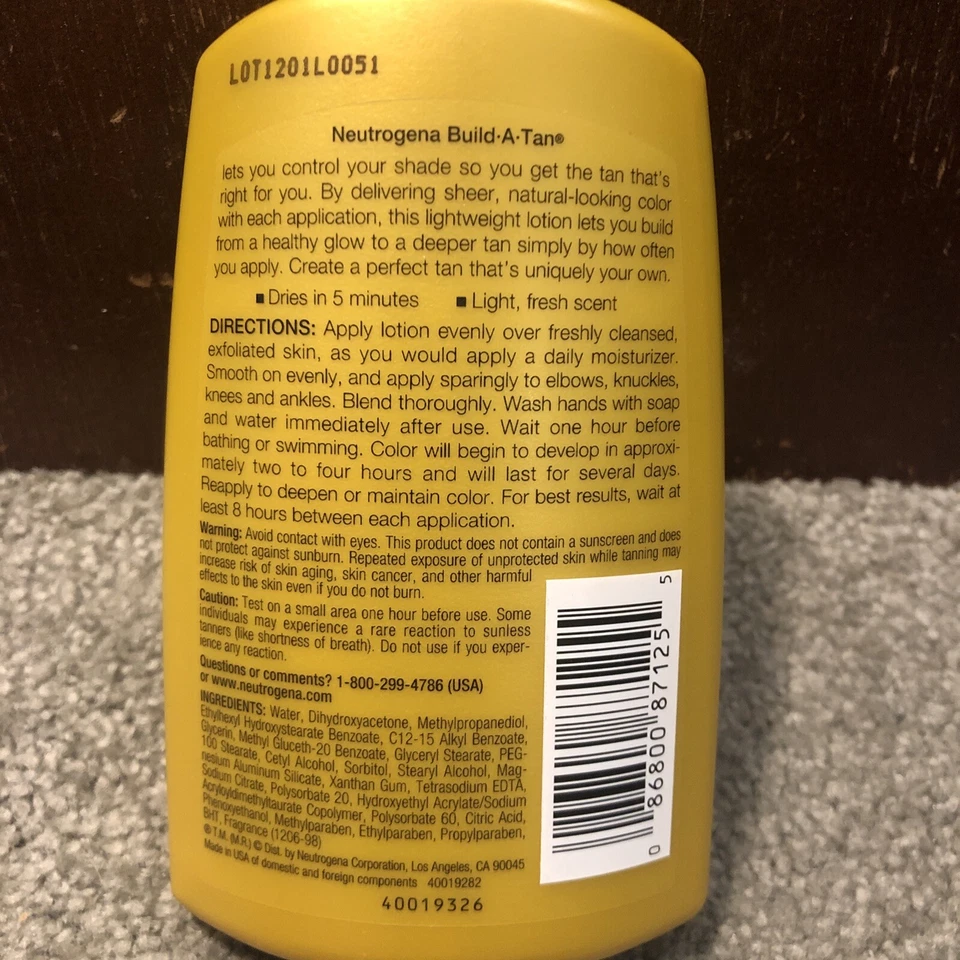 LOT1201L0051
Neutrogena Build·A·Tan®
lets you control your shade so you get the tan that's
right for you. By delivering sheer, natural-looking color
with each application, this lightweight lotion lets you build
from a healthy glow to a deeper tan simply by how often
you apply. Create a perfect tan that's uniquely your own.
■ Dries in 5 minutes ■ Light, fresh scent
DIRECTIONS: Apply lotion evenly over freshly cleansed,
exfoliated skin, as you would apply a daily moisturizer.
Smooth on evenly, and apply sparingly to elbows, knuckles,
knees and ankles. Blend thoroughly. Wash hands with soap
and water immediately after use. Wait one hour before
bathing or swimming. Color will begin to develop in approxi-
mately two to four hours and will last for several days.
Reapply to deepen or maintain color. For best results, wait at
least 8 hours between each application.
Warning: Avoid contact with eyes. This product does not contain a sunscreen and does
not protect against sunburn. Repeated exposure of unprotected skin while tanning may
increase risk of skin aging, skin cancer, and other harmful
effects to the skin even if you do not burn.
Caution: Test on a small area one hour before use. Some
individuals may experience a rare reaction to sunless
tanners (like shortness of breath). Do not use if you exper-
ience any reaction.
Questions or comments? 1-800-299-4786 (USA)
or www.neutrogena.com
INGREDIENTS: Water, Dihydroxyacetone, Methylpropanediol,
Ethylhexyl Hydroxystearate Benzoate, C12-15 Alkyl Benzoate,
Glycerin, Methyl Gluceth-20 Benzoate, Glyceryl Stearate, PEG-
100 Stearate, Cetyl Alcohol, Sorbitol, Stearyl Alcohol, Mag-
nesium Aluminum Silicate, Xanthan Gum, Tetrasodium EDTA,
Sodium Citrate, Polysorbate 20, Hydroxyethyl Acrylate/Sodium
Acryloyldimethyltaurate Copolymer, Polysorbate 60, Citric Acid,
Phenoxyethanol, Methylparaben, Ethylparaben, Propylparaben,
BHT, Fragrance (1206-98)
® T.M. (M.R.) © Dist. by Neutrogena Corporation, Los Angeles, CA 90045
Made in USA of domestic and foreign components 40019282
40019326
0 86800 87125 5